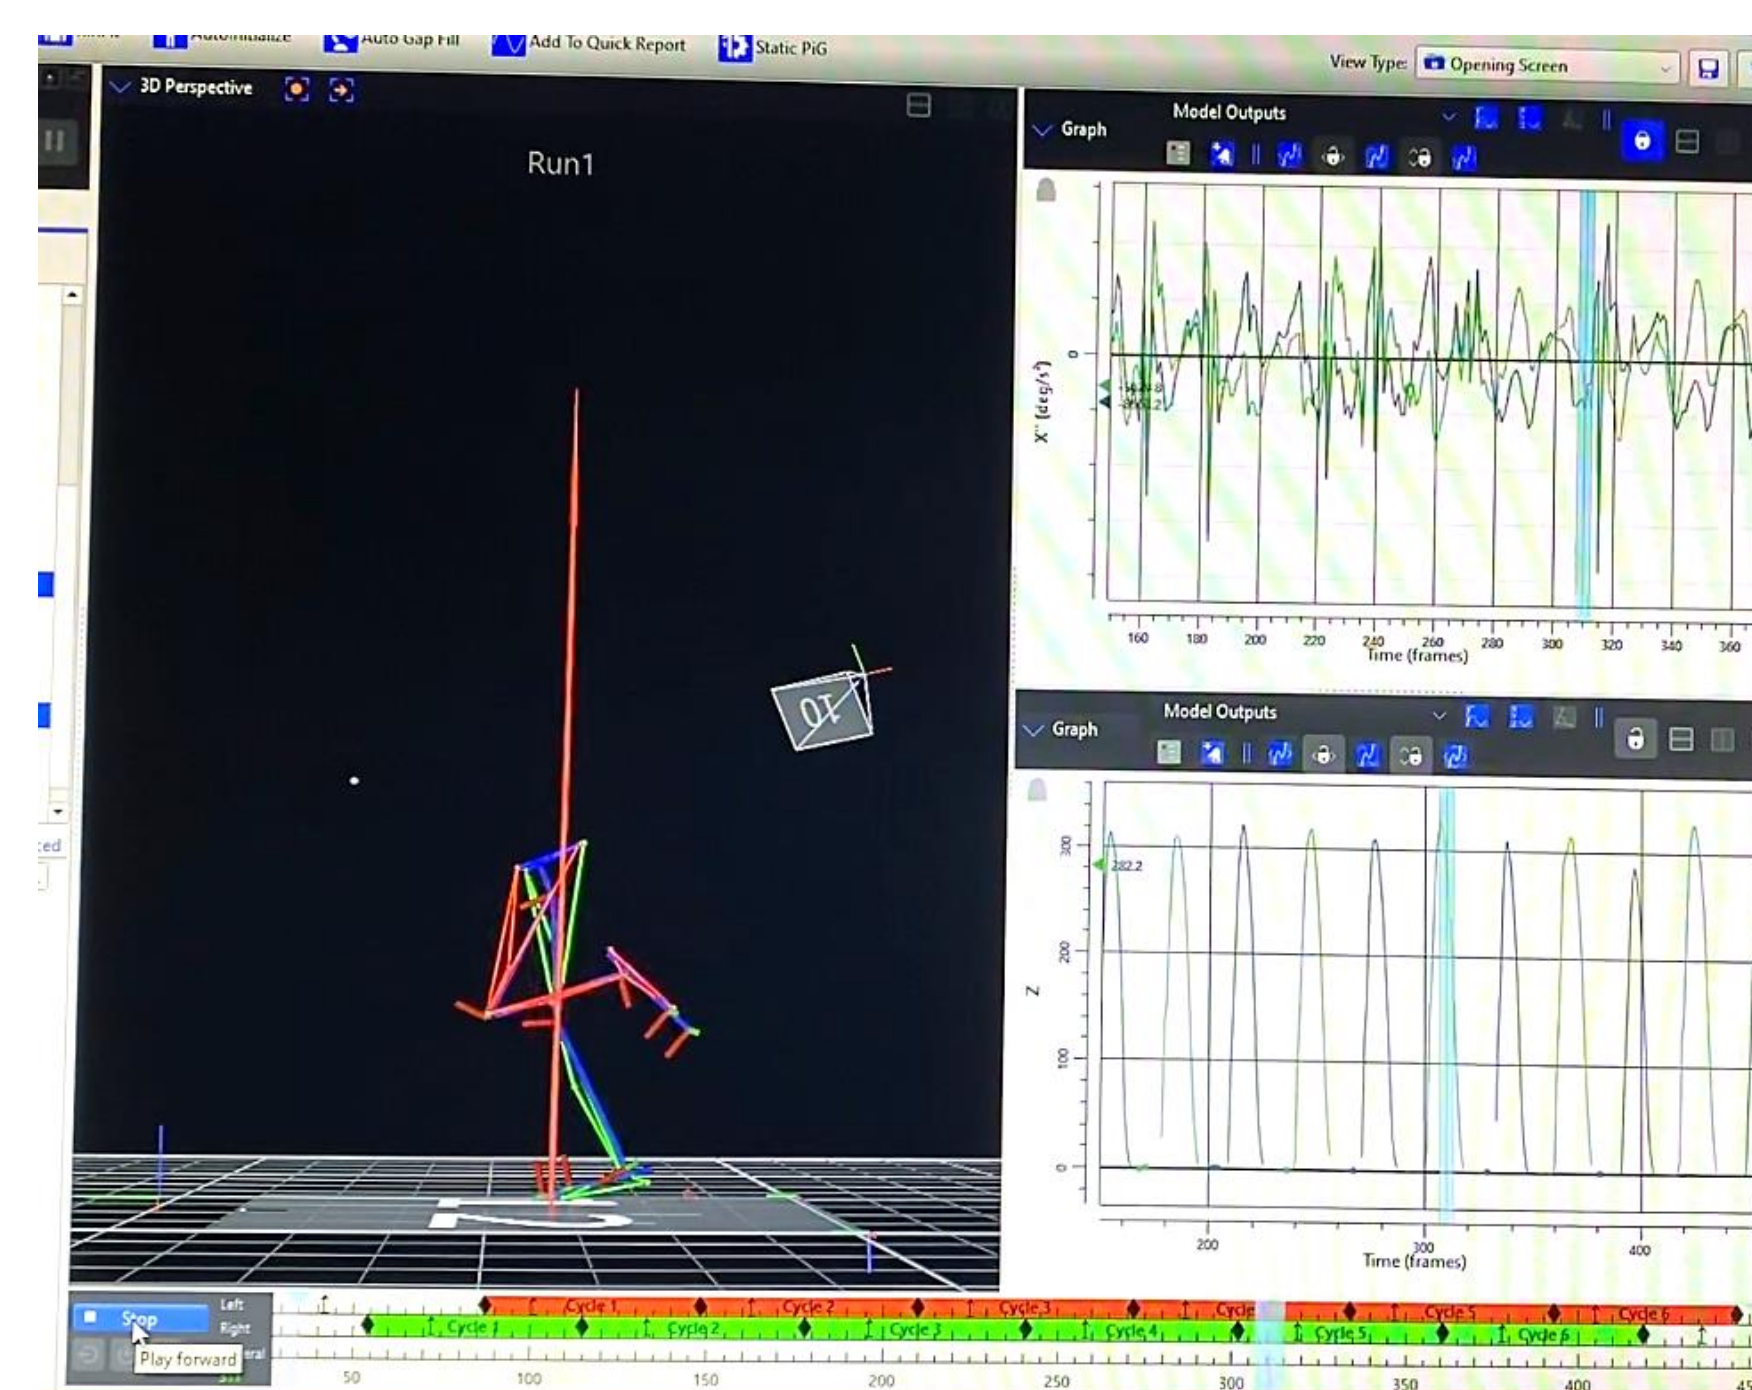 Auto Gap Fill
Add To Quick Report
Static PiG
View Type:
Opening Screen
3D Perspective
Run1
01
Graph
Model Outputs
X'' (deg/s²)
0
160 180 200 220 240 260 280 300 320 340 360
Time (frames)
Graph
Model Outputs
Z
300
282.2
200
100
0
200 300 400
Time (frames)
Stop
Play forward
Left
Right
Cycle 1 Cycle 2 Cycle 3 Cycle 5 Cycle 6
Cycle 1 Cycle 2 Cycle 3 Cycle 4 Cycle 5 Cycle 6
50 100 150 200 250 300 350 400